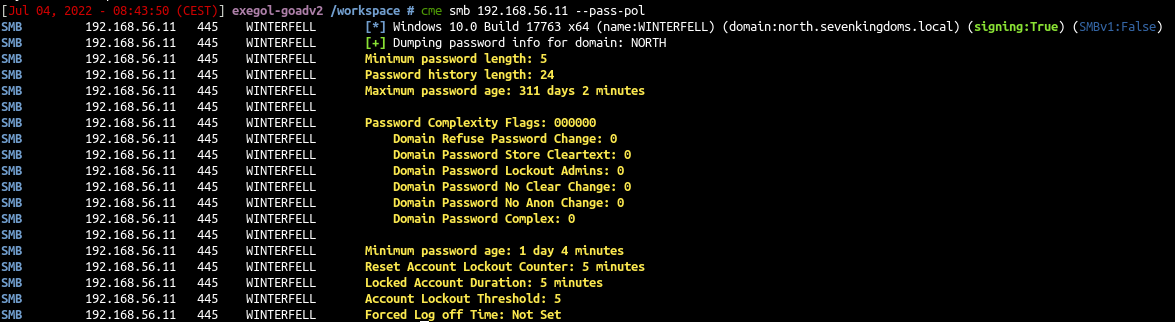 [Jul 04, 2022 - 08:43:50 (CEST)] exegol-goadv2 /workspace # cme smb 192.168.56.11 --pass-pol
SMB 192.168.56.11 445 WINTERFELL [*] Windows 10.0 Build 17763 x64 (name:WINTERFELL) (domain:north.sevenkingdoms.local) (signing:True) (SMBv1:False)
SMB 192.168.56.11 445 WINTERFELL [+] Dumping password info for domain: NORTH
SMB 192.168.56.11 445 WINTERFELL Minimum password length: 5
SMB 192.168.56.11 445 WINTERFELL Password history length: 24
SMB 192.168.56.11 445 WINTERFELL Maximum password age: 311 days 2 minutes
SMB 192.168.56.11 445 WINTERFELL
SMB 192.168.56.11 445 WINTERFELL Password Complexity Flags: 000000
SMB 192.168.56.11 445 WINTERFELL Domain Refuse Password Change: 0
SMB 192.168.56.11 445 WINTERFELL Domain Password Store Cleartext: 0
SMB 192.168.56.11 445 WINTERFELL Domain Password Lockout Admins: 0
SMB 192.168.56.11 445 WINTERFELL Domain Password No Clear Change: 0
SMB 192.168.56.11 445 WINTERFELL Domain Password No Anon Change: 0
SMB 192.168.56.11 445 WINTERFELL Domain Password Complex: 0
SMB 192.168.56.11 445 WINTERFELL
SMB 192.168.56.11 445 WINTERFELL Minimum password age: 1 day 4 minutes
SMB 192.168.56.11 445 WINTERFELL Reset Account Lockout Counter: 5 minutes
SMB 192.168.56.11 445 WINTERFELL Locked Account Duration: 5 minutes
SMB 192.168.56.11 445 WINTERFELL Account Lockout Threshold: 5
SMB 192.168.56.11 445 WINTERFELL Forced Log off Time: Not Set